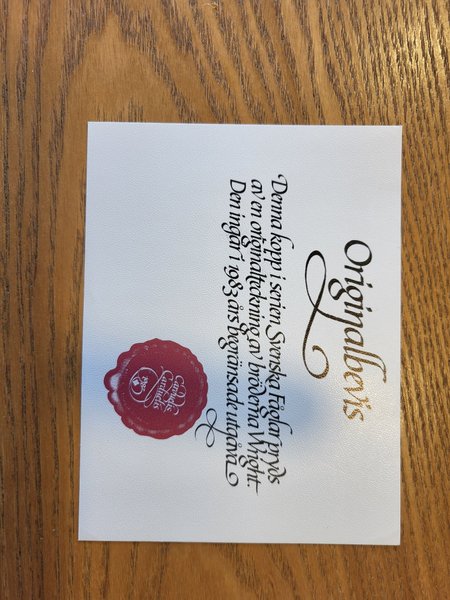 Originalbevis
Denna kopp i serien Svenska Fåglar pryds
av en originalteckning av bröderna Wright.
Den ingår i 1983 års begränsade utgåva